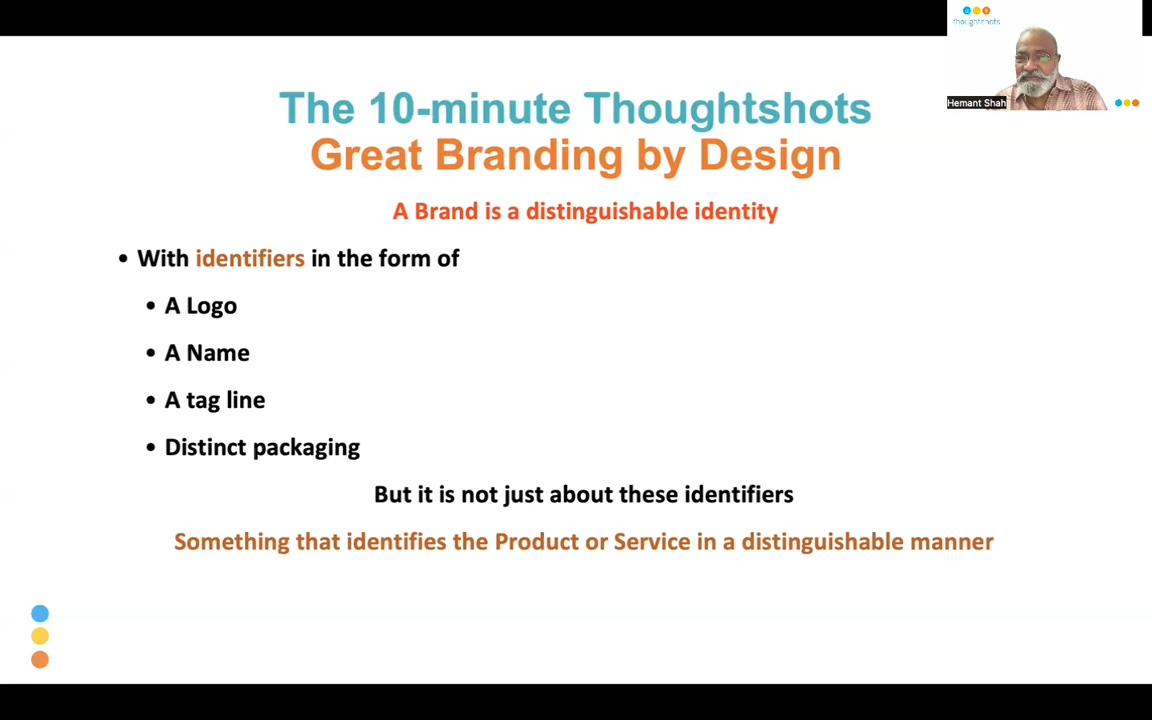 thoughtshots
Hemant Shah
The 10-minute Thoughtshots
Great Branding by Design
A Brand is a distinguishable identity
• With identifiers in the form of
• A Logo
• A Name
• A tag line
• Distinct packaging
But it is not just about these identifiers
Something that identifies the Product or Service in a distinguishable manner